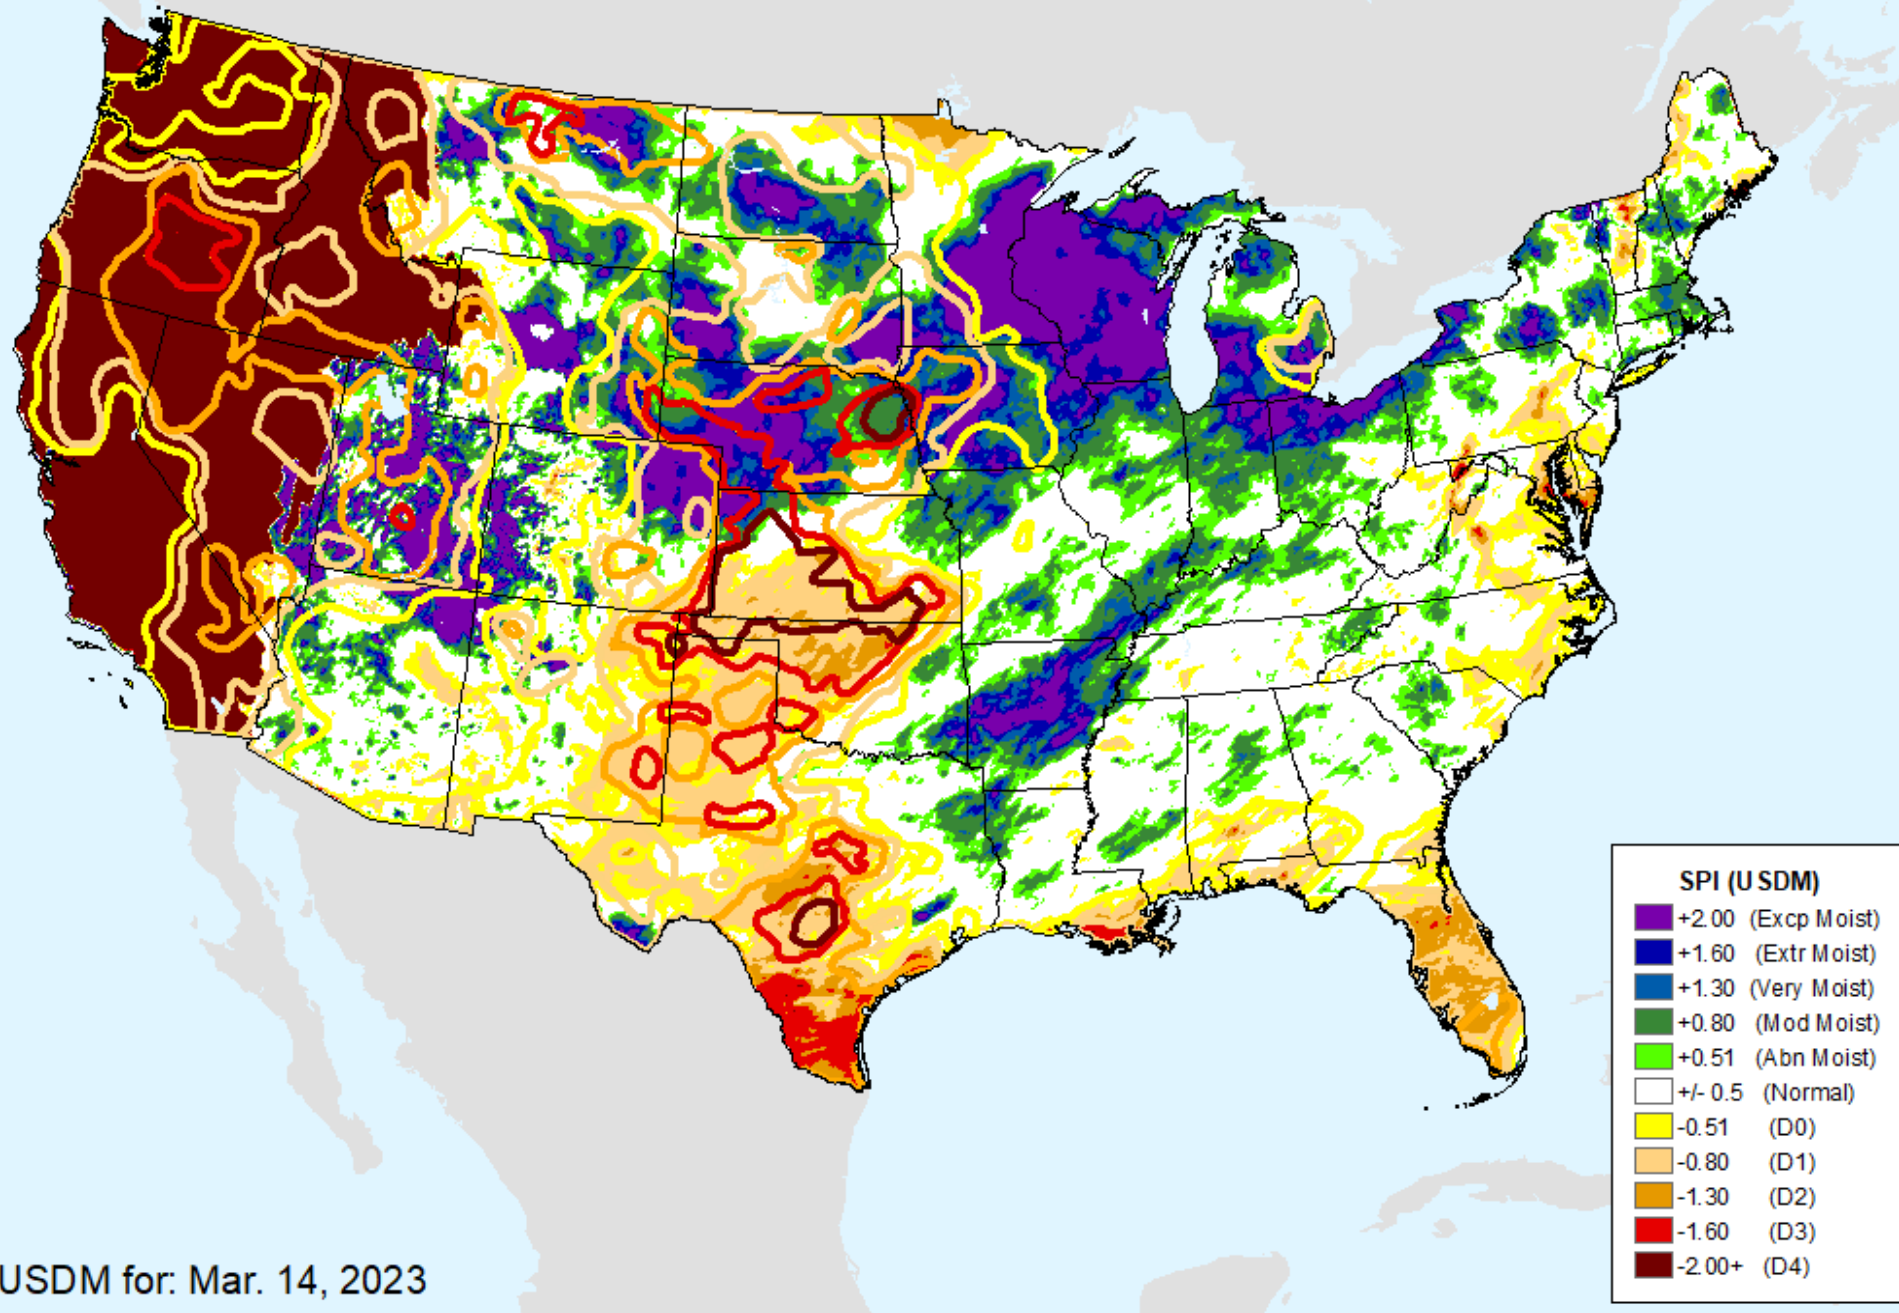 SPI (USDM)
+2.00 (Excp Moist)
+1.60 (Extr Moist)
+1.30 (Very Moist)
+0.80 (Mod Moist)
+0.51 (Abn Moist)
+/- 0.5 (Normal)
-0.51 (D0)
-0.80 (D1)
-1.30 (D2)
-1.60 (D3)
-2.00+ (D4)
USDM for: Mar. 14, 2023